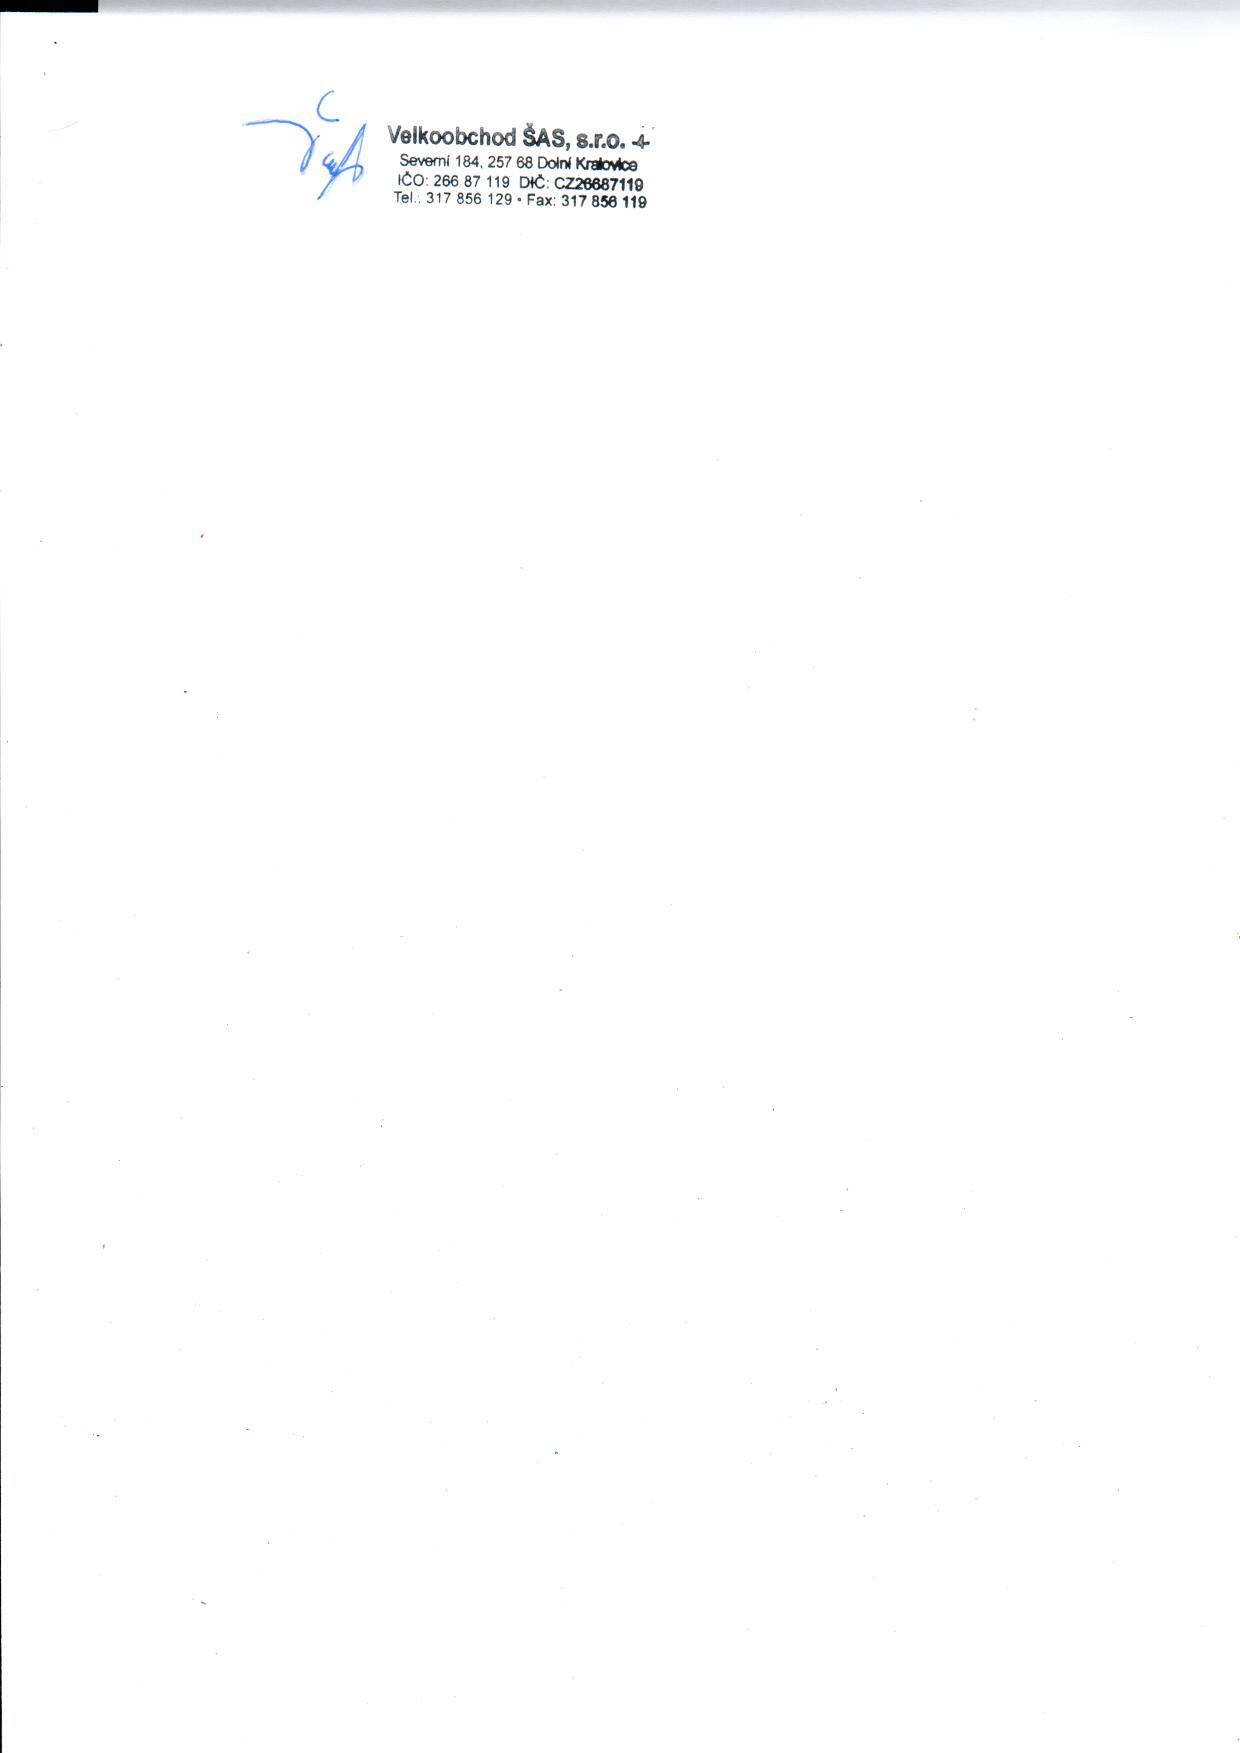 Velkoobchod ŠAS, s.r.o. -4-
Severní 184, 257 68 Dolní Kralovice
IČO: 266 87 119 DIČ: CZ26687119
Tel.: 317 856 129 • Fax: 317 856 119